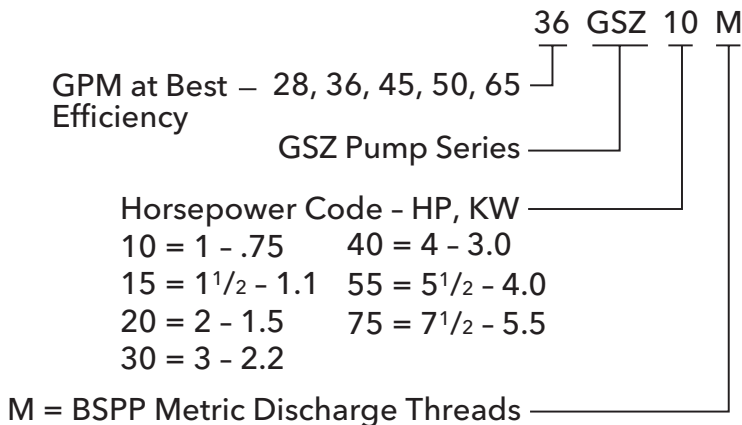 36 GSZ 10 M
GPM at Best – 28, 36, 45, 50, 65
Efficiency
GSZ Pump Series
Horsepower Code – HP, KW
10 = 1 – .75 40 = 4 – 3.0
15 = 1 1/2 – 1.1 55 = 5 1/2 – 4.0
20 = 2 – 1.5 75 = 7 1/2 – 5.5
30 = 3 – 2.2
M = BSPP Metric Discharge Threads